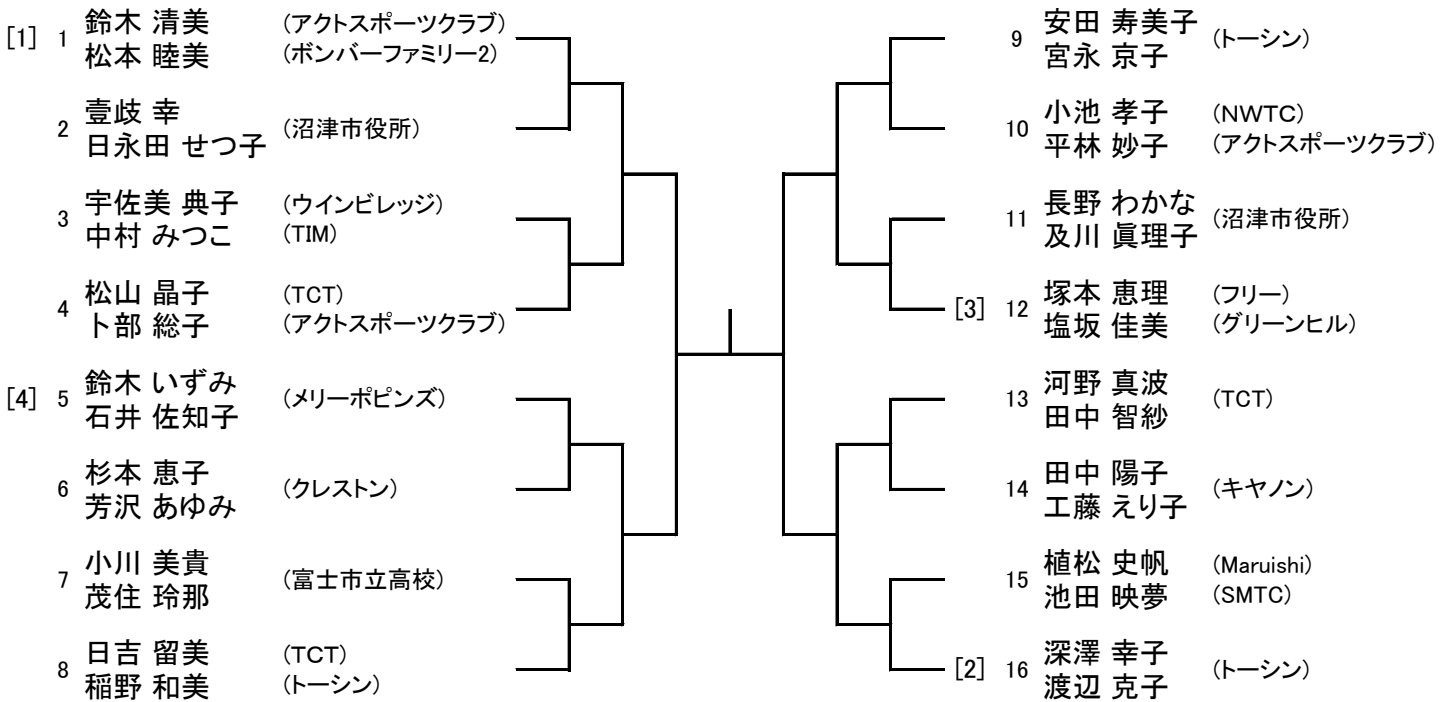 [1] 1 鈴木 清美 (アクトスポーツクラブ)
松本 睦美 (ボンバーファミリー2)
2 壹岐 幸 (沼津市役所)
日永田 せつ子
3 宇佐美 典子 (ウインビレッジ)
中村 みつこ (TIM)
4 松山 晶子 (TCT)
卜部 総子 (アクトスポーツクラブ)
[4] 5 鈴木 いずみ (メリーポピンズ)
石井 佐知子
6 杉本 恵子 (クレストン)
芳沢 あゆみ
7 小川 美貴 (富士市立高校)
茂住 玲那
8 日吉 留美 (TCT)
稲野 和美 (トーシン)
9 安田 寿美子 (トーシン)
宮永 京子
10 小池 孝子 (NWTC)
平林 妙子 (アクトスポーツクラブ)
11 長野 わかな (沼津市役所)
及川 眞理子
[3] 12 塚本 恵理 (フリー)
塩坂 佳美 (グリーンヒル)
13 河野 真波 (TCT)
田中 智紗
14 田中 陽子 (キヤノン)
工藤 えり子
15 植松 史帆 (Maruishi)
池田 映夢 (SMTC)
[2] 16 深澤 幸子 (トーシン)
渡辺 克子